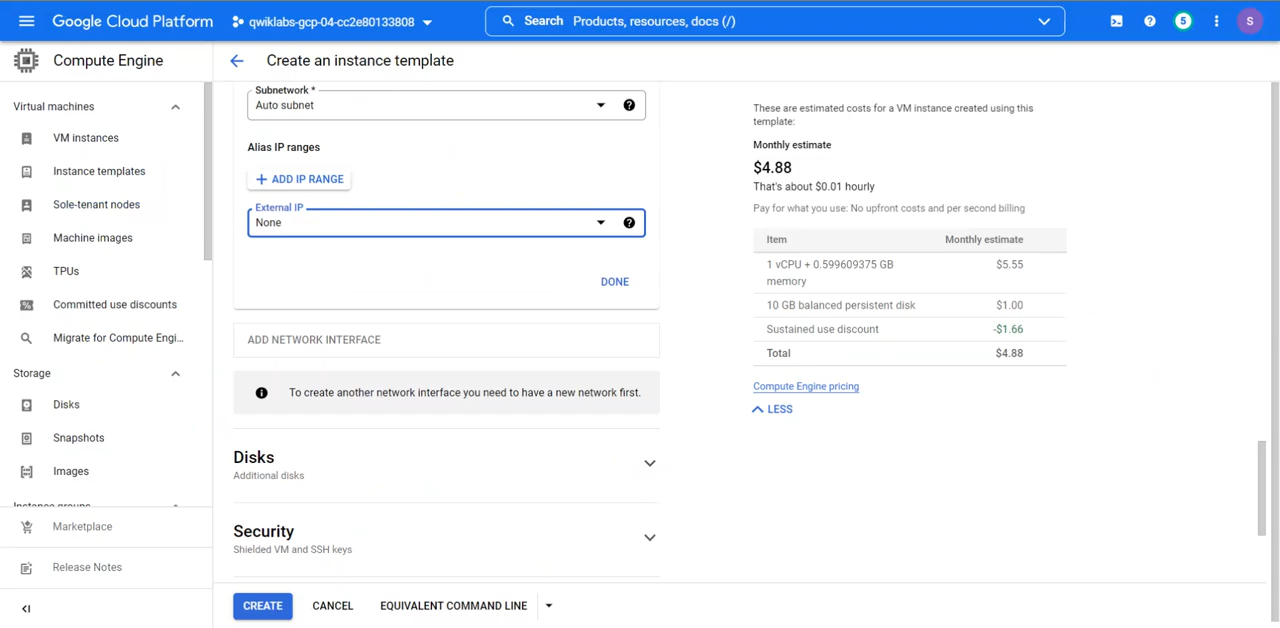 Google Cloud Platform
qwiklabs-gcp-04-cc2e80133808
Search Products, resources, docs (/)
5
S
Compute Engine
Create an instance template
Virtual machines
VM instances
Instance templates
Sole-tenant nodes
Machine images
TPUs
Committed use discounts
Migrate for Compute Engi...
Storage
Disks
Snapshots
Images
Instance groups
Marketplace
Release Notes
Subnetwork *
Auto subnet
Alias IP ranges
+ ADD IP RANGE
External IP
None
DONE
ADD NETWORK INTERFACE
To create another network interface you need to have a new network first.
Disks
Additional disks
Security
Shielded VM and SSH keys
CREATE
CANCEL
EQUIVALENT COMMAND LINE
These are estimated costs for a VM instance created using this
template:
Monthly estimate
$4.88
That's about $0.01 hourly
Pay for what you use: No upfront costs and per second billing
Item Monthly estimate
1 vCPU + 0.599609375 GB $5.55
memory
10 GB balanced persistent disk $1.00
Sustained use discount -$1.66
Total $4.88
Compute Engine pricing
LESS